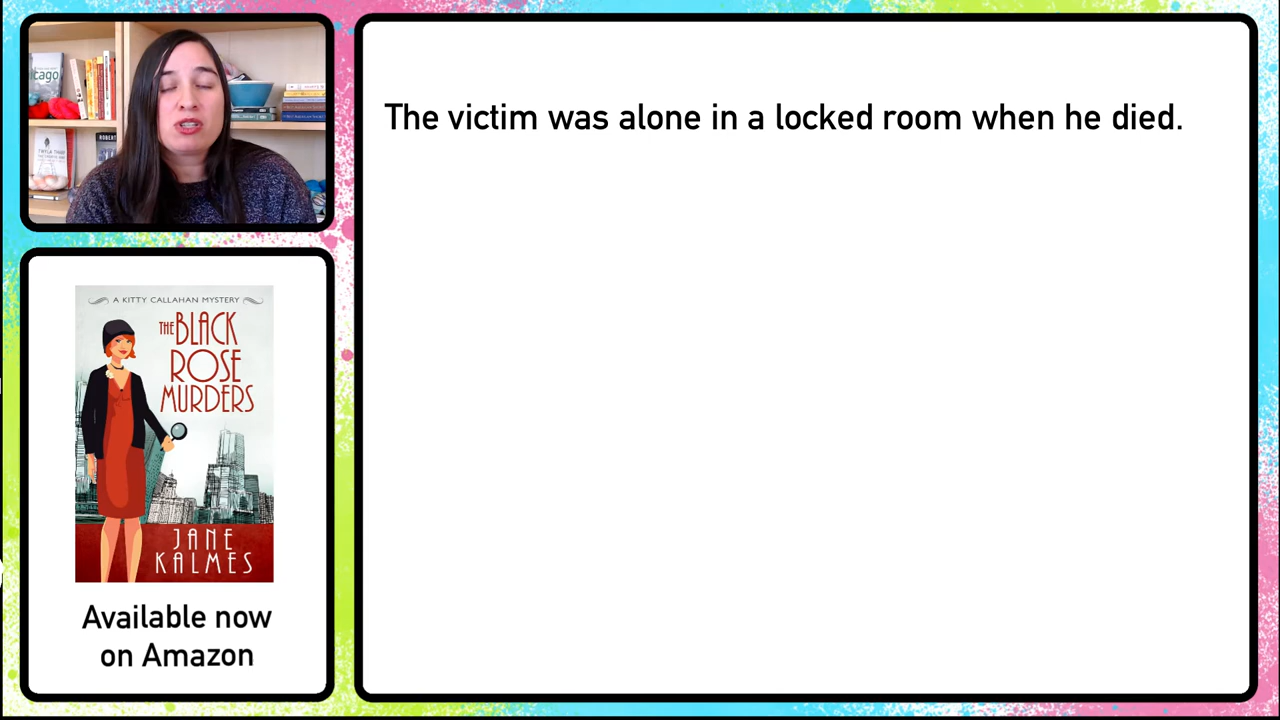 The victim was alone in a locked room when he died.
A KITTY CALLAHAN MYSTERY
THE BLACK
ROSE
MURDERS
JANE
KALMES
Available now
on Amazon